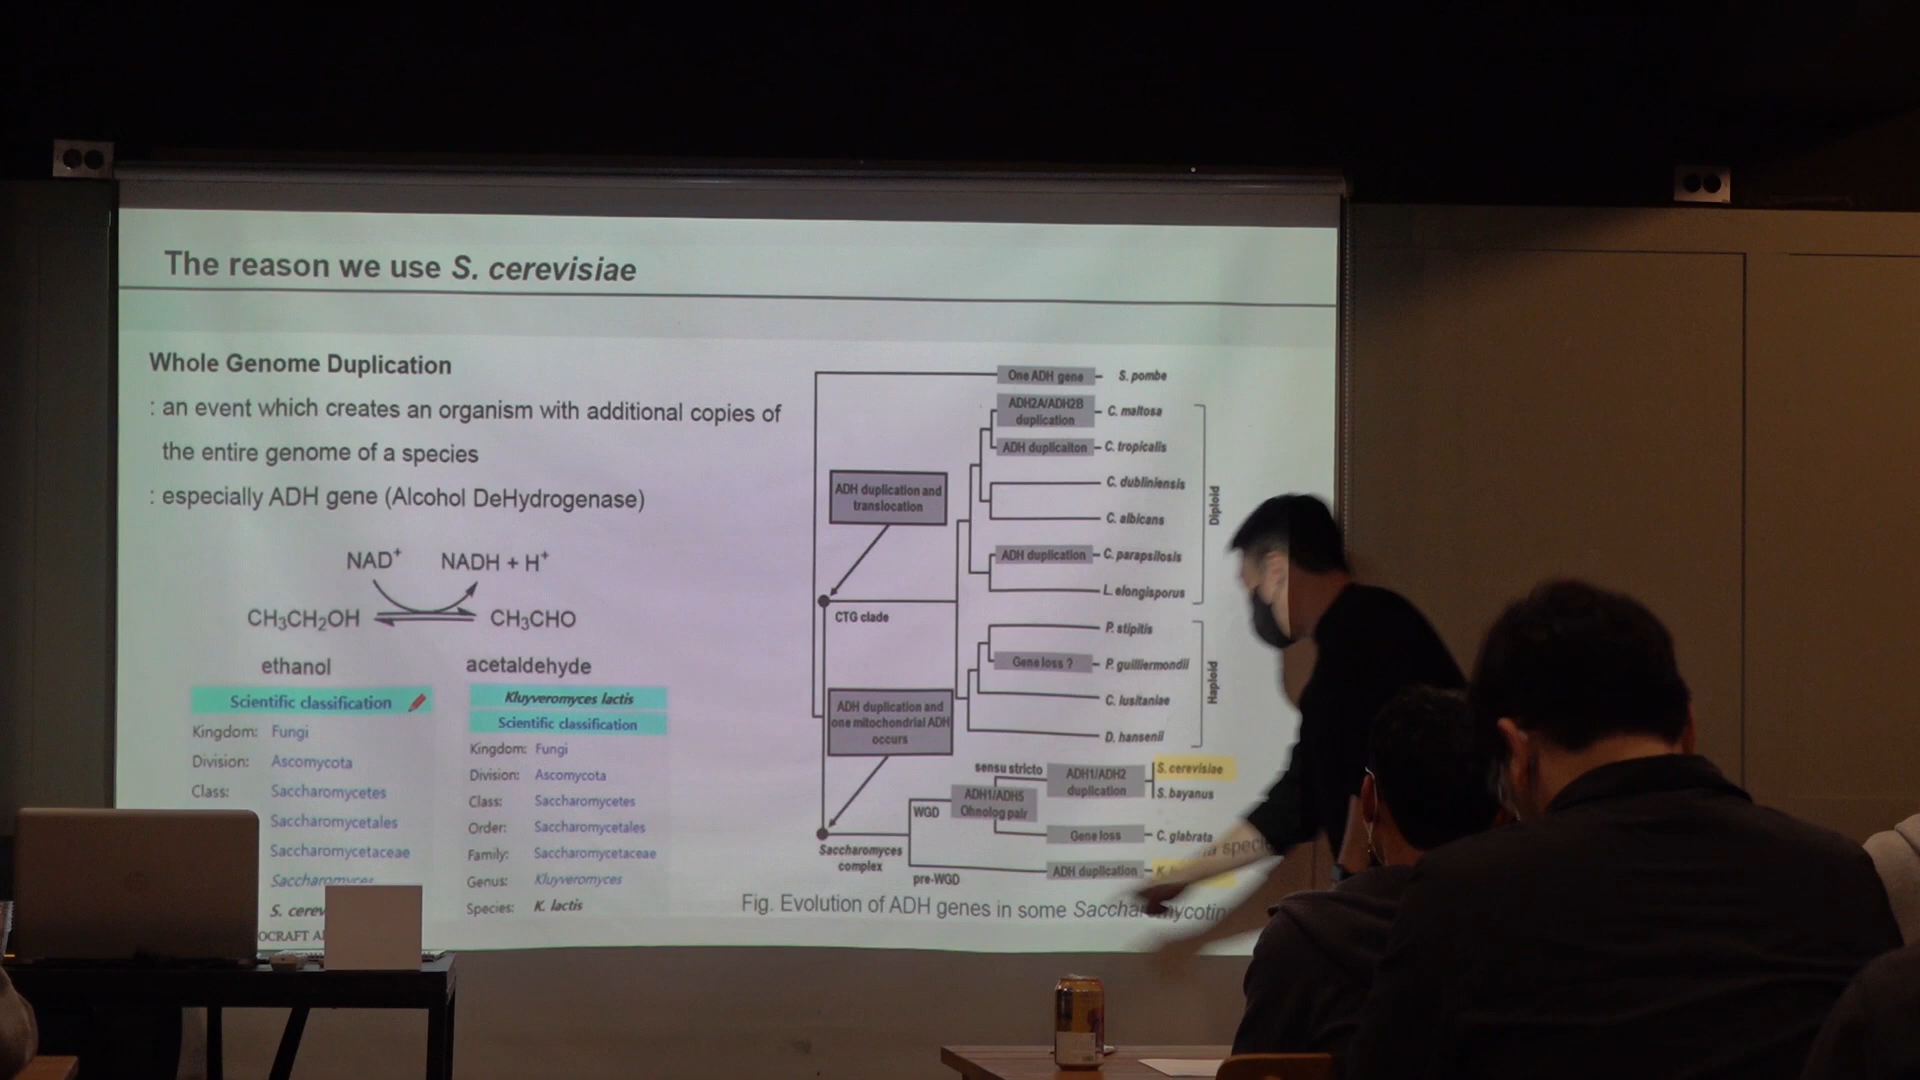 The reason we use S. cerevisiae
Whole Genome Duplication
: an event which creates an organism with additional copies of
the entire genome of a species
: especially ADH gene (Alcohol DeHydrogenase)
NAD+ NADH + H+
CH3CH2OH CH3CHO
ethanol acetaldehyde
Scientific classification
Kingdom: Fungi
Division: Ascomycota
Class: Saccharomycetes
Saccharomycetales
Saccharomycetaceae
Saccharomyces
S. cerev
OCRAFT
Kluyveromyces lactis
Scientific classification
Kingdom: Fungi
Division: Ascomycota
Class: Saccharomycetes
Order: Saccharomycetales
Family: Saccharomycetaceae
Genus: Kluyveromyces
Species: K. lactis
One ADH gene S. pombe
ADH2A/ADH2B
duplication
C. maltosa
ADH duplicaiton C. tropicalis
C. dubliniensis
C. albicans
ADH duplication C. parapsilosis
L. elongisporus
Diploid
ADH duplication and
translocation
CTG clade
P. stipitis
Gene loss ? P. guilliermondii
C. lusitaniae
D. hansenii
Haploid
ADH duplication and
one mitochondrial ADH
occurs
sensu stricto
ADH1/ADH2
duplication
S. cerevisiae
S. bayanus
WGD
ADH1/ADH5
Ohnolog pair
Gene loss C. glabrata
Saccharomyces
complex
pre-WGD
ADH duplication K.
Fig. Evolution of ADH genes in some Saccharomycotin